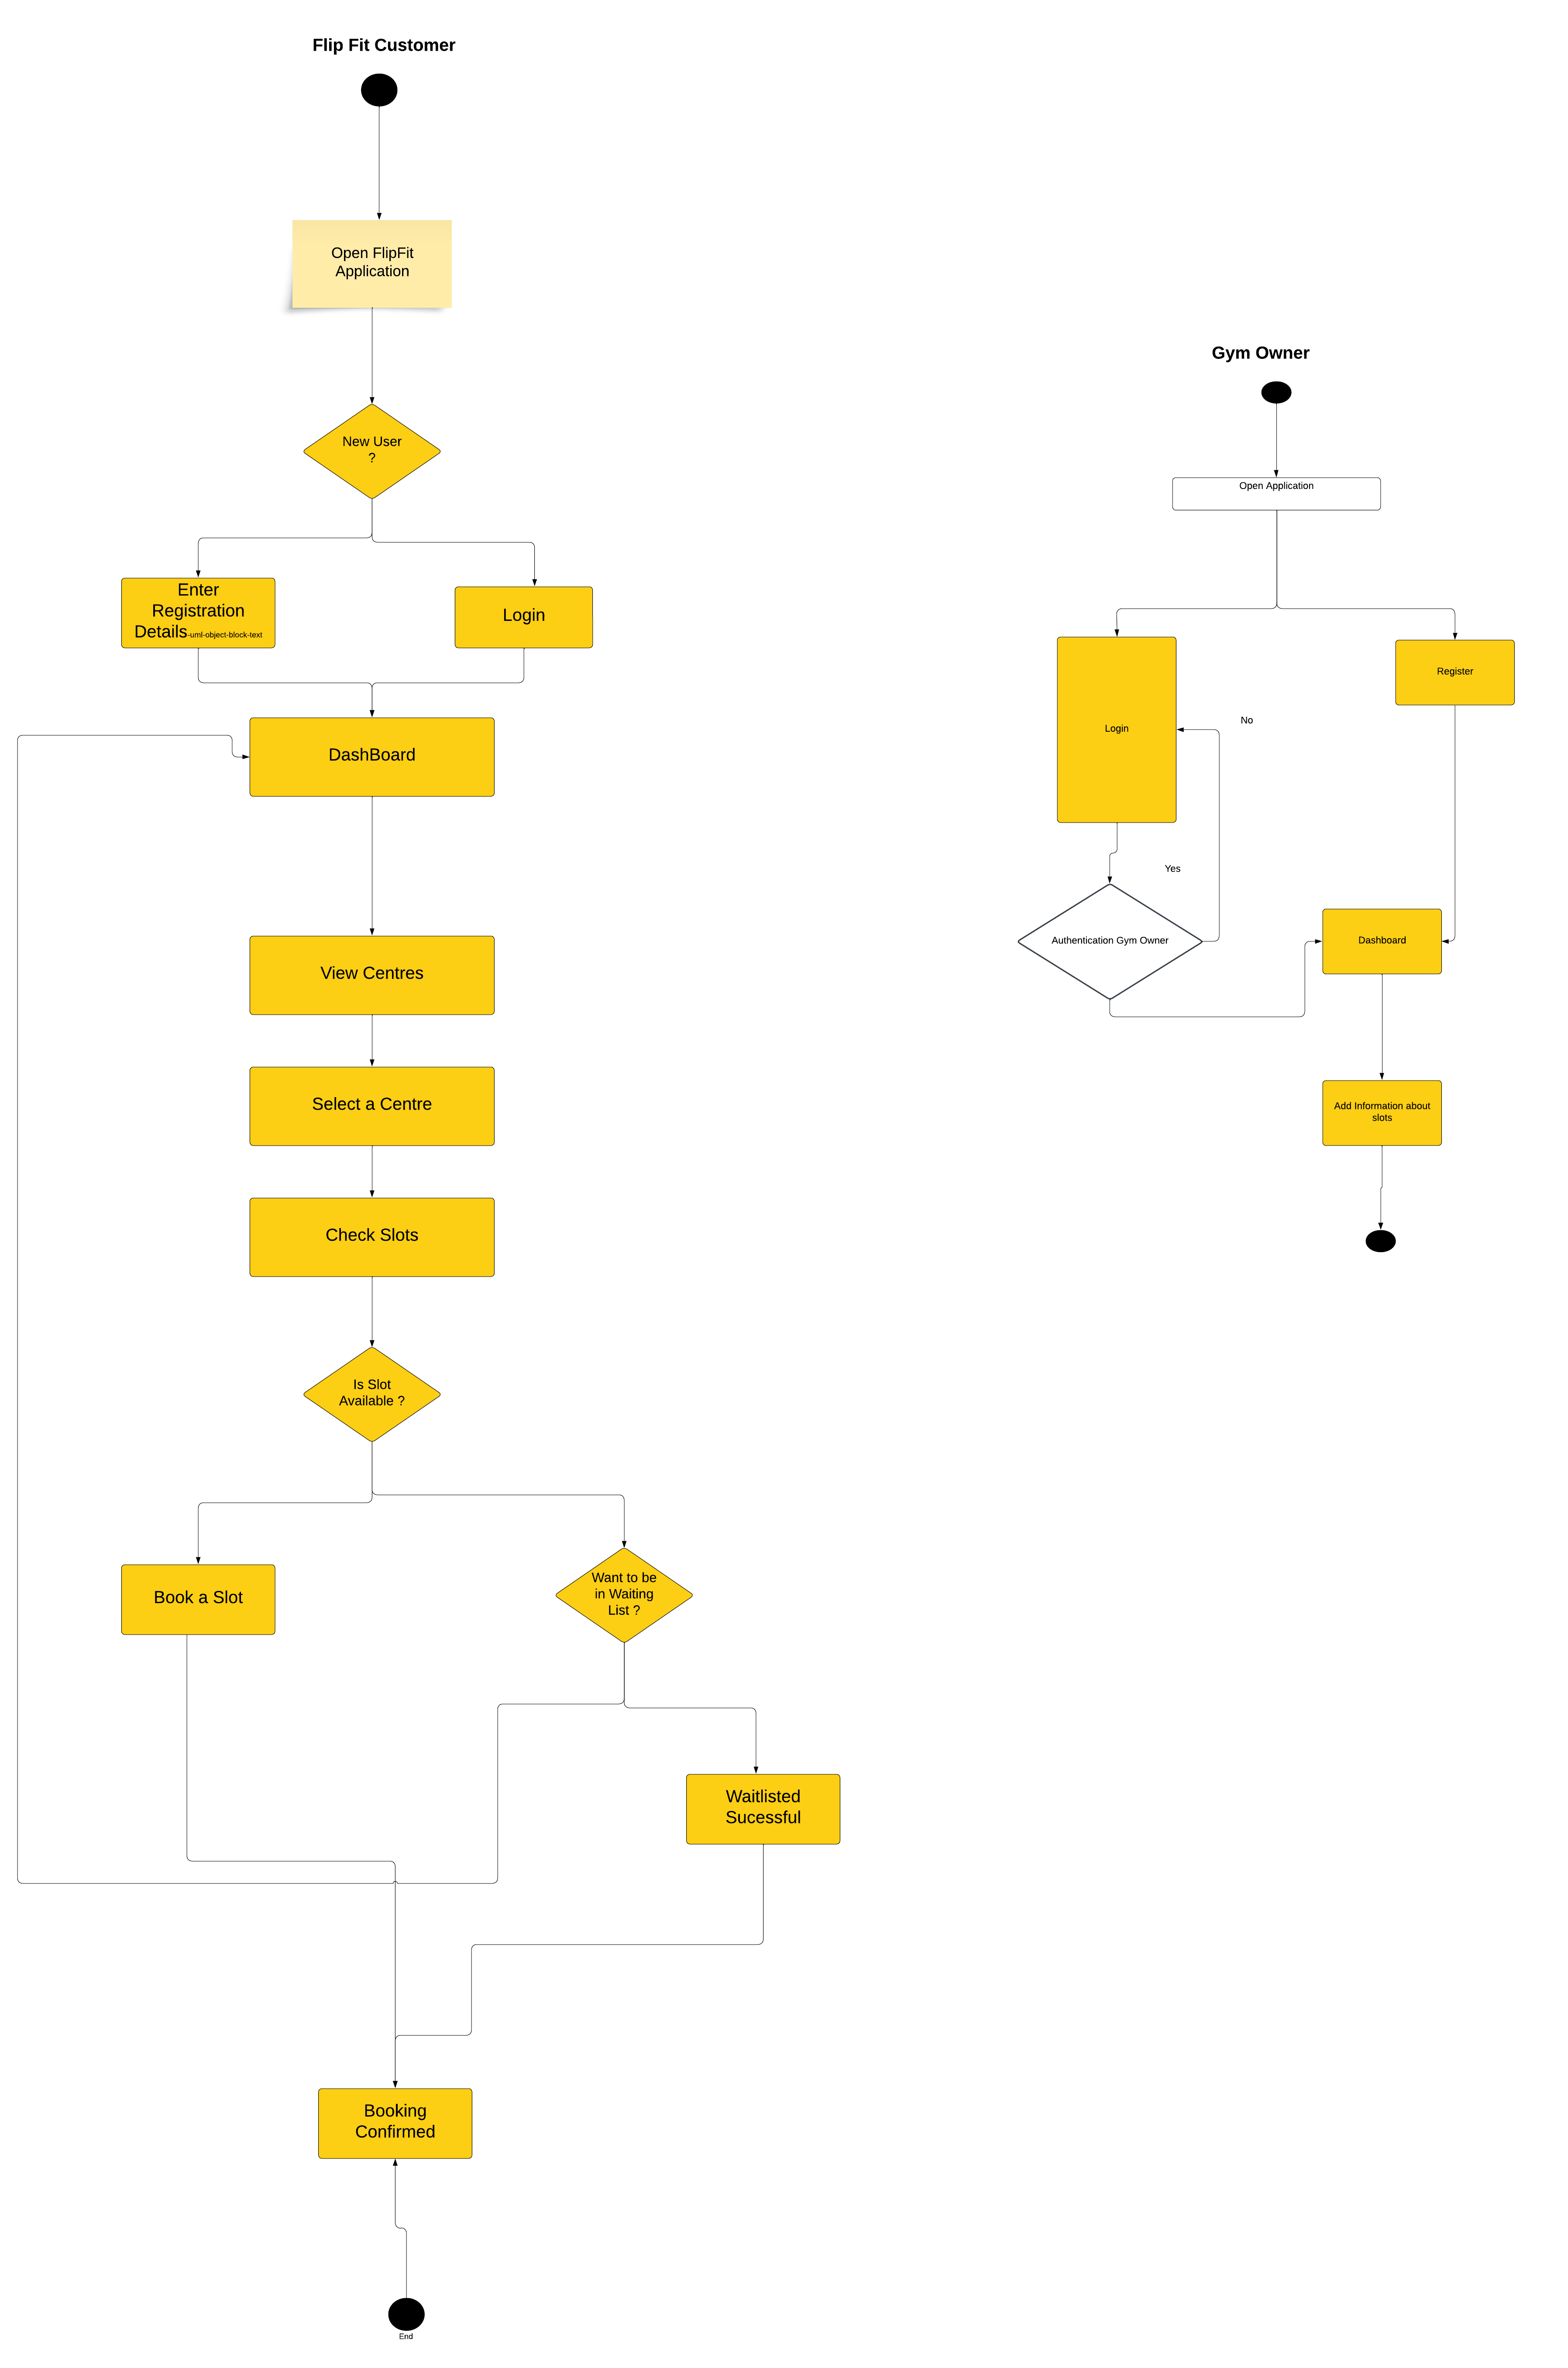 Flip Fit Customer
Open FlipFit
Application
New User
?
Enter
Registration
Details-uml-object-block-text
Login
DashBoard
View Centres
Select a Centre
Check Slots
Is Slot
Available ?
Book a Slot
Want to be
in Waiting
List ?
Waitlisted
Sucessful
Booking
Confirmed
End
Gym Owner
Open Application
Login
Register
No
Yes
Authentication Gym Owner
Dashboard
Add Information about
slots